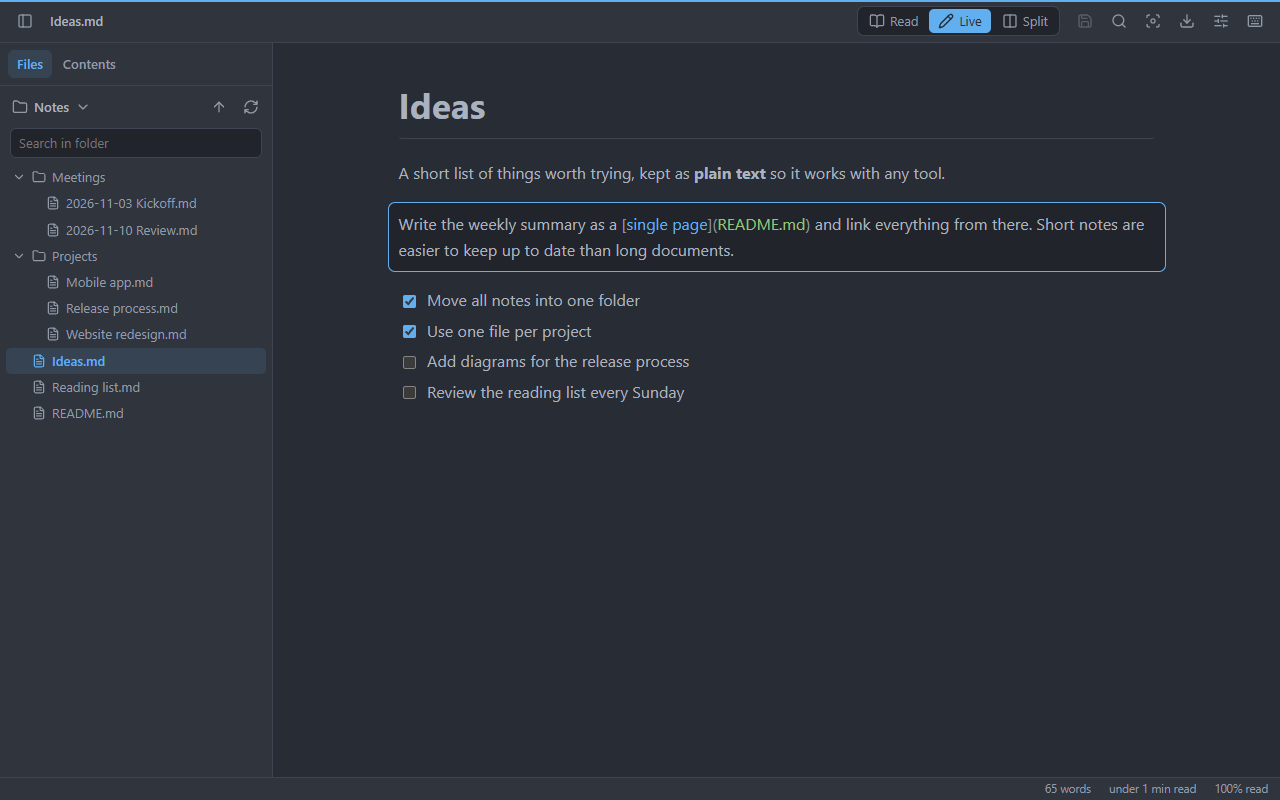 Ideas.md
Read
Live
Split
Files
Contents
Notes
Search in folder
Meetings
2026-11-03 Kickoff.md
2026-11-10 Review.md
Projects
Mobile app.md
Release process.md
Website redesign.md
Ideas.md
Reading list.md
README.md
Ideas
A short list of things worth trying, kept as plain text so it works with any tool.
Write the weekly summary as a [single page](README.md) and link everything from there. Short notes are
easier to keep up to date than long documents.
Move all notes into one folder
Use one file per project
Add diagrams for the release process
Review the reading list every Sunday
65 words
under 1 min read
100% read